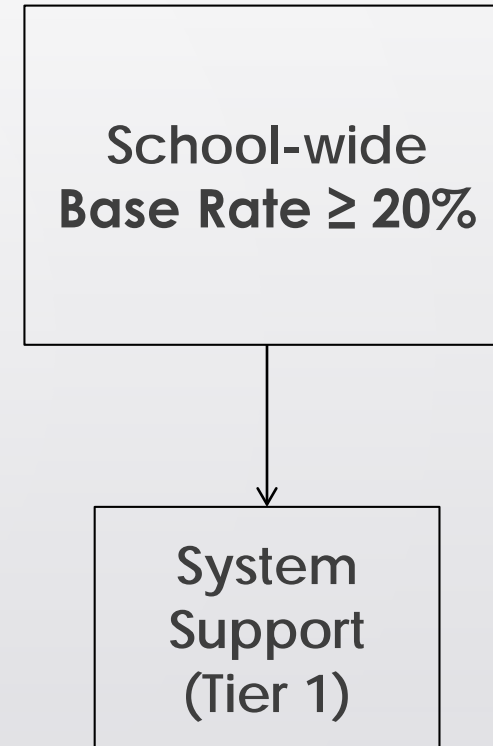 School-wide
Base Rate ≥ 20%
System
Support
(Tier 1)